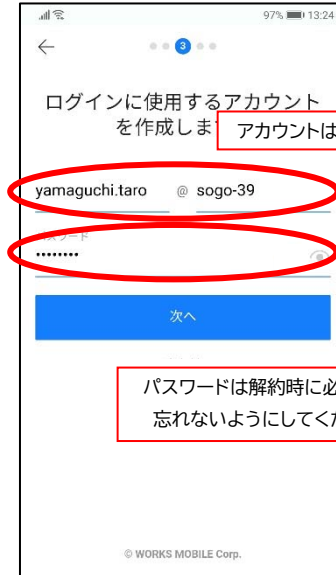 97% 13:24
3
ログインに使用するアカウント
を作成しま
アカウントは
yamaguchi.taro @ sogo-39
パスワード
••••••••
次へ
パスワードは解約時に必
忘れないようにしてくだ
© WORKS MOBILE Corp.